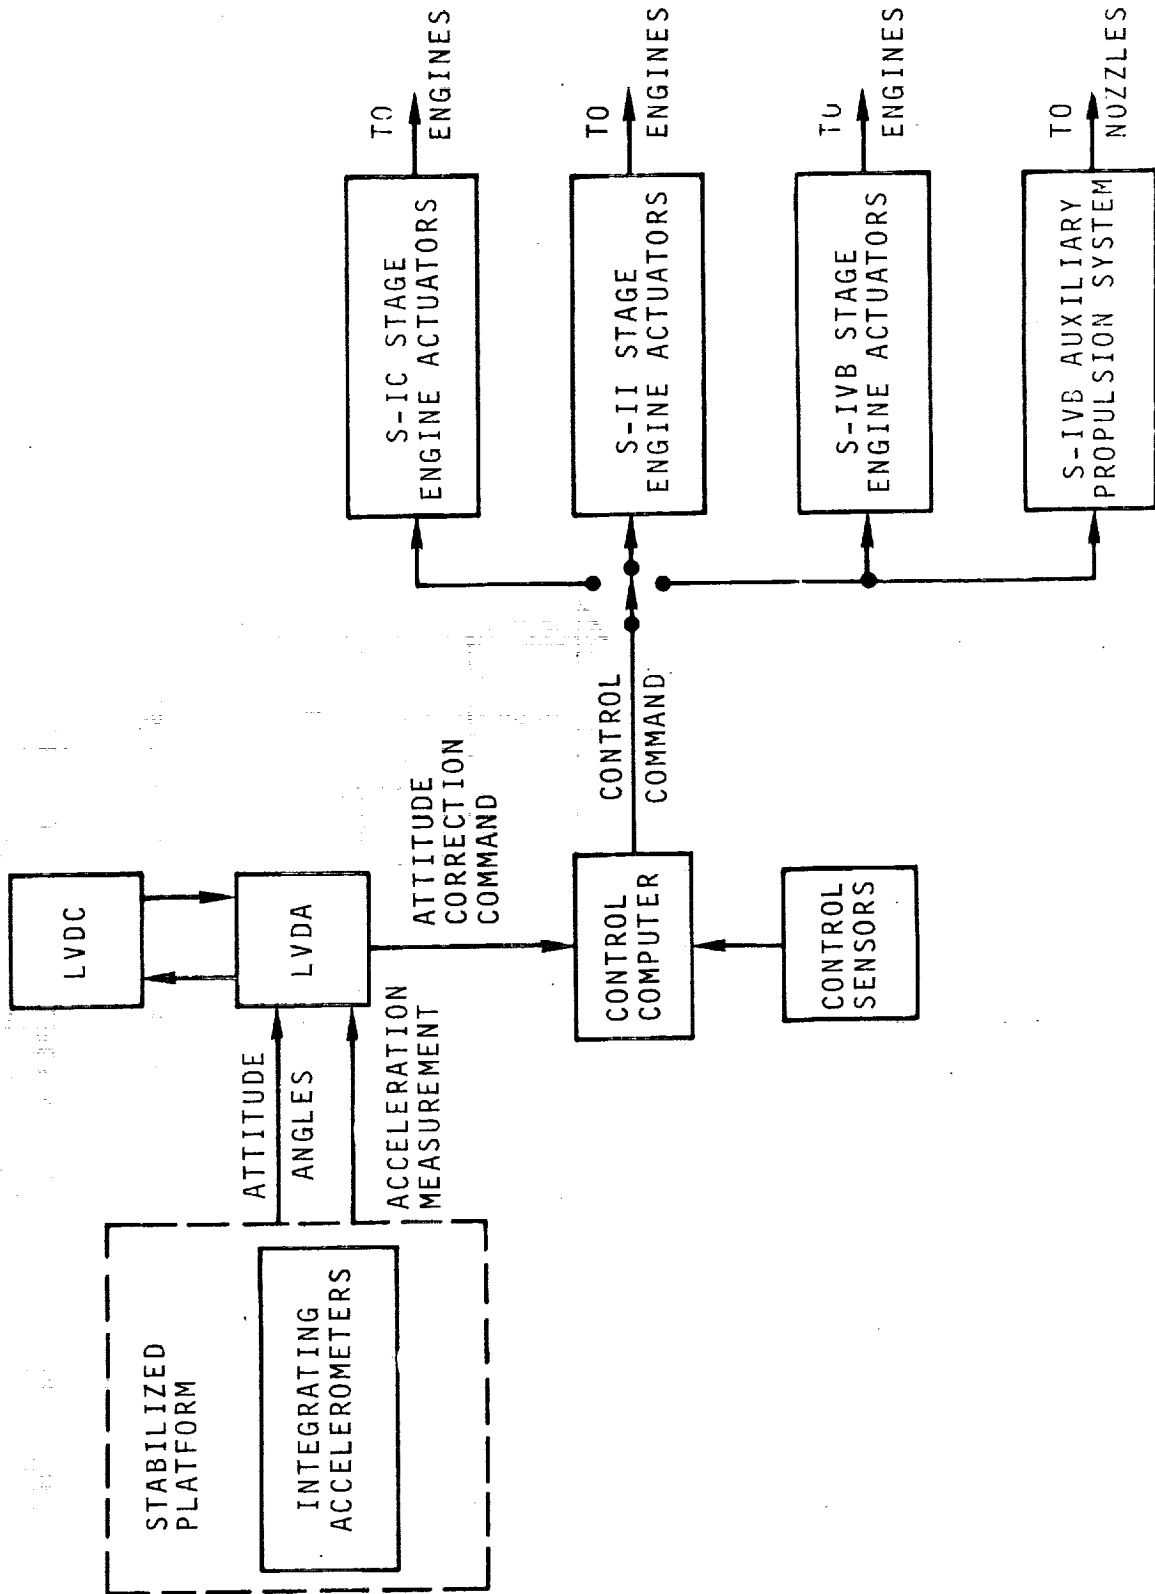 STABILIZED
PLATFORM
INTEGRATING
ACCELEROMETERS
ATTITUDE
ANGLES
ACCELERATION
MEASUREMENT
LVDC
LVDA
ATTITUDE
CORRECTION
COMMAND
CONTROL
COMPUTER
CONTROL
SENSORS
CONTROL
COMMAND
S-IC STAGE
ENGINE ACTUATORS
TO
ENGINES
S-II STAGE
ENGINE ACTUATORS
TO
ENGINES
S-IVB STAGE
ENGINE ACTUATORS
TO
ENGINES
S-IVB AUXILIARY
PROPULSION SYSTEM
TO
NOZZLES